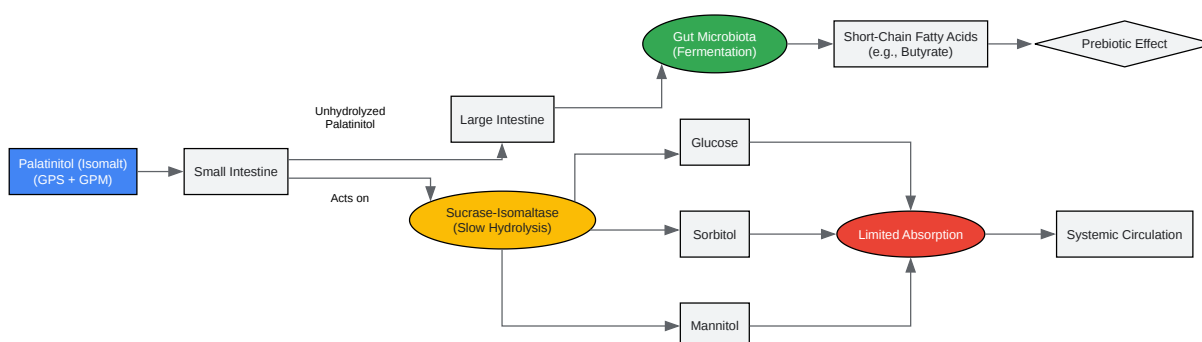 Gut Microbiota
(Fermentation)
Short-Chain Fatty Acids
(e.g., Butyrate)
Prebiotic Effect
Unhydrolyzed
Palatinitol
Large Intestine
Glucose
Palatinitol (Isomalt)
(GPS + GPM)
Small Intestine
Acts on
Sucrase-Isomaltase
(Slow Hydrolysis)
Sorbitol
Limited Absorption
Systemic Circulation
Mannitol